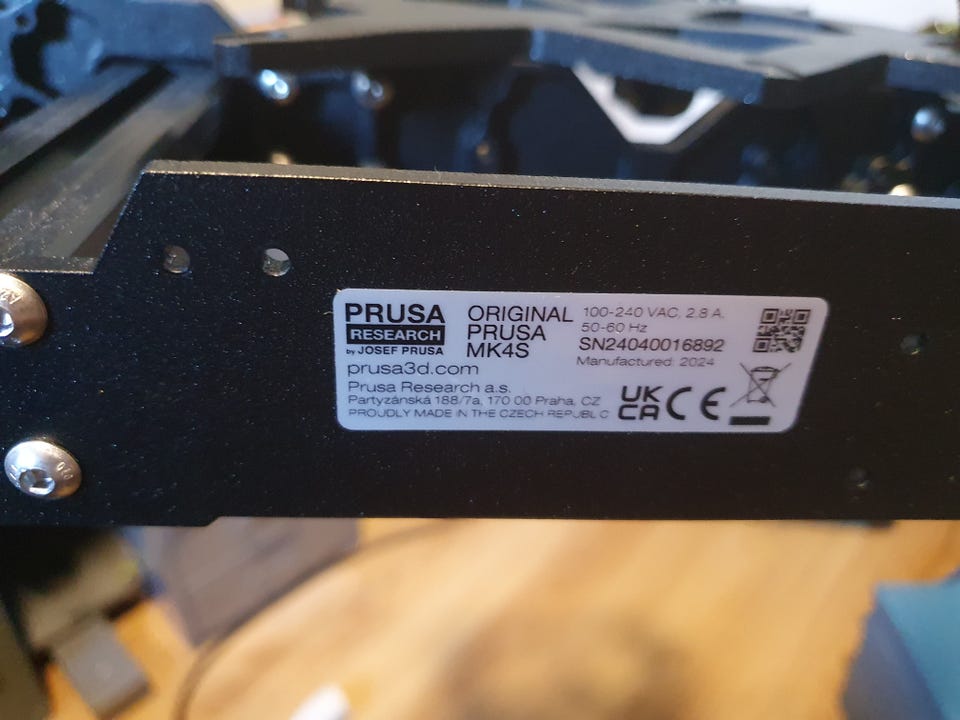 PRUSA
RESEARCH
by JOSEF PRUSA
ORIGINAL
PRUSA
MK4S
100-240 VAC, 2.8 A,
50-60 Hz
SN24040016892
Manufactured: 2024
prusa3d.com
Prusa Research a.s.
Partyzánská 188/7a, 170 00 Praha, CZ
PROUDLY MADE IN THE CZECH REPUBLIC
UK
CA
CE